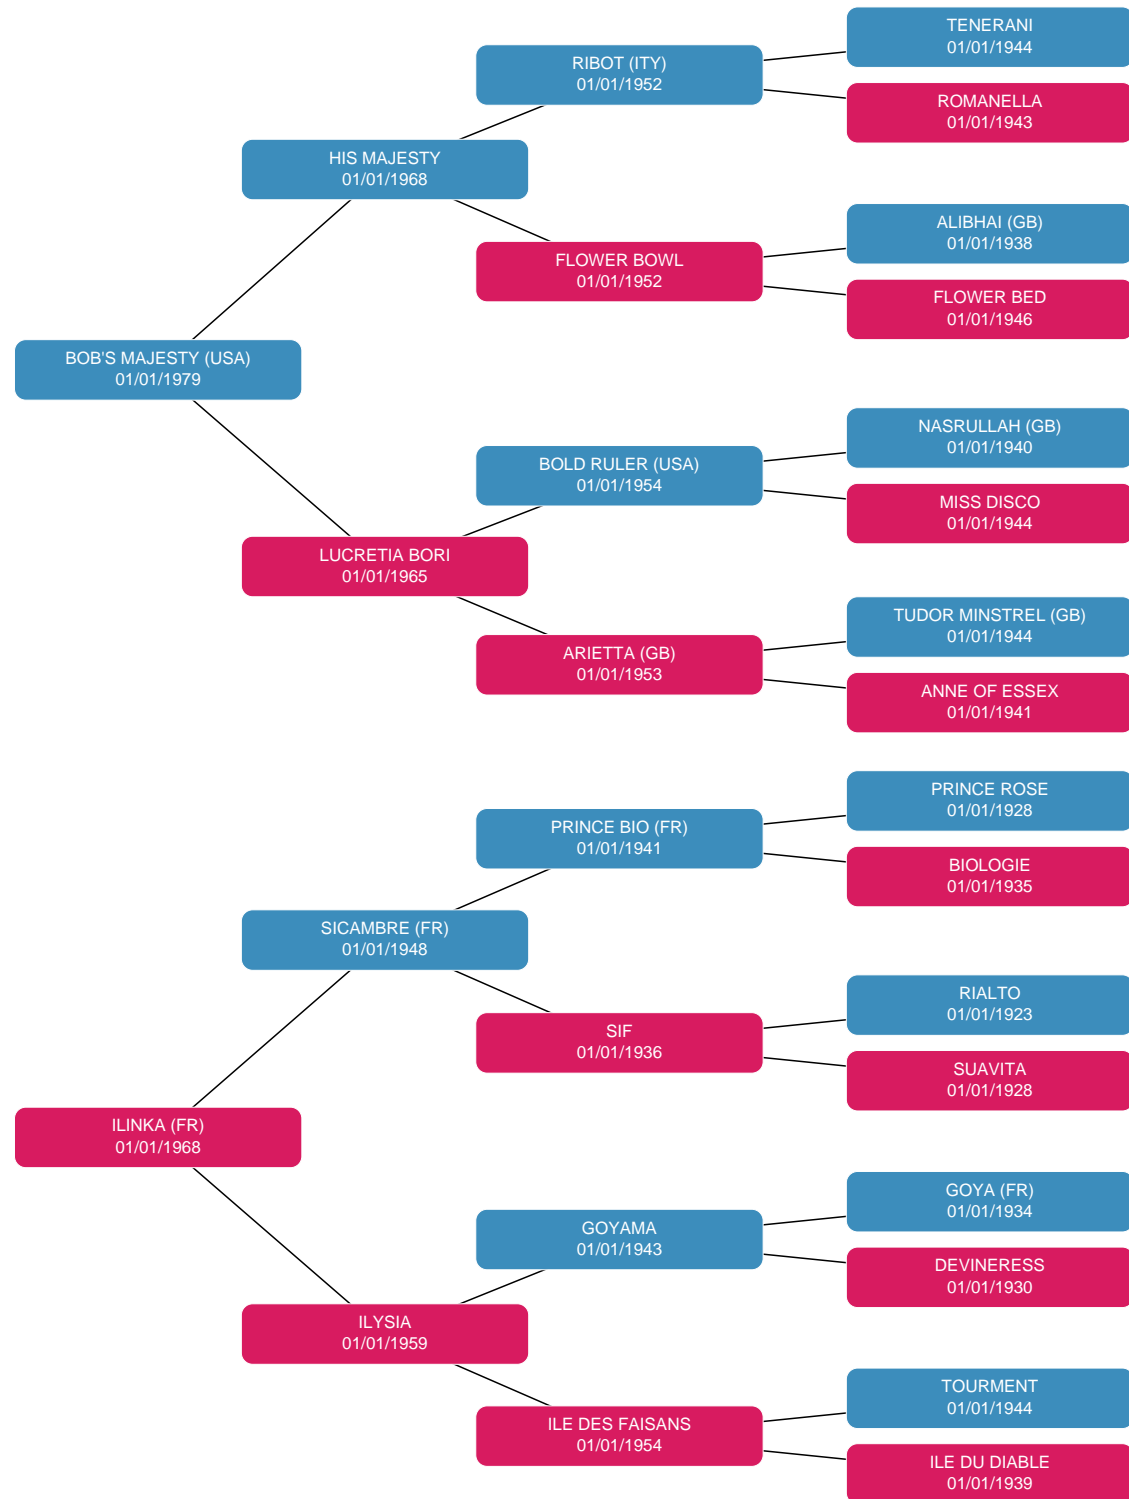 TENERANI
01/01/1944
RIBOT (ITY)
01/01/1952
ROMANELLA
01/01/1943
HIS MAJESTY
01/01/1968
ALIBHAI (GB)
01/01/1938
FLOWER BOWL
01/01/1952
FLOWER BED
01/01/1946
BOB'S MAJESTY (USA)
01/01/1979
NASRULLAH (GB)
01/01/1940
BOLD RULER (USA)
01/01/1954
MISS DISCO
01/01/1944
LUCRETIA BORI
01/01/1965
TUDOR MINSTREL (GB)
01/01/1944
ARIETTA (GB)
01/01/1953
ANNE OF ESSEX
01/01/1941
PRINCE ROSE
01/01/1928
PRINCE BIO (FR)
01/01/1941
BIOLOGIE
01/01/1935
SICAMBRE (FR)
01/01/1948
RIALTO
01/01/1923
SIF
01/01/1936
SUAVITA
01/01/1928
ILINKA (FR)
01/01/1968
GOYA (FR)
01/01/1934
GOYAMA
01/01/1943
DEVINERESS
01/01/1930
ILYSIA
01/01/1959
TOURMENT
01/01/1944
ILE DES FAISANS
01/01/1954
ILE DU DIABLE
01/01/1939